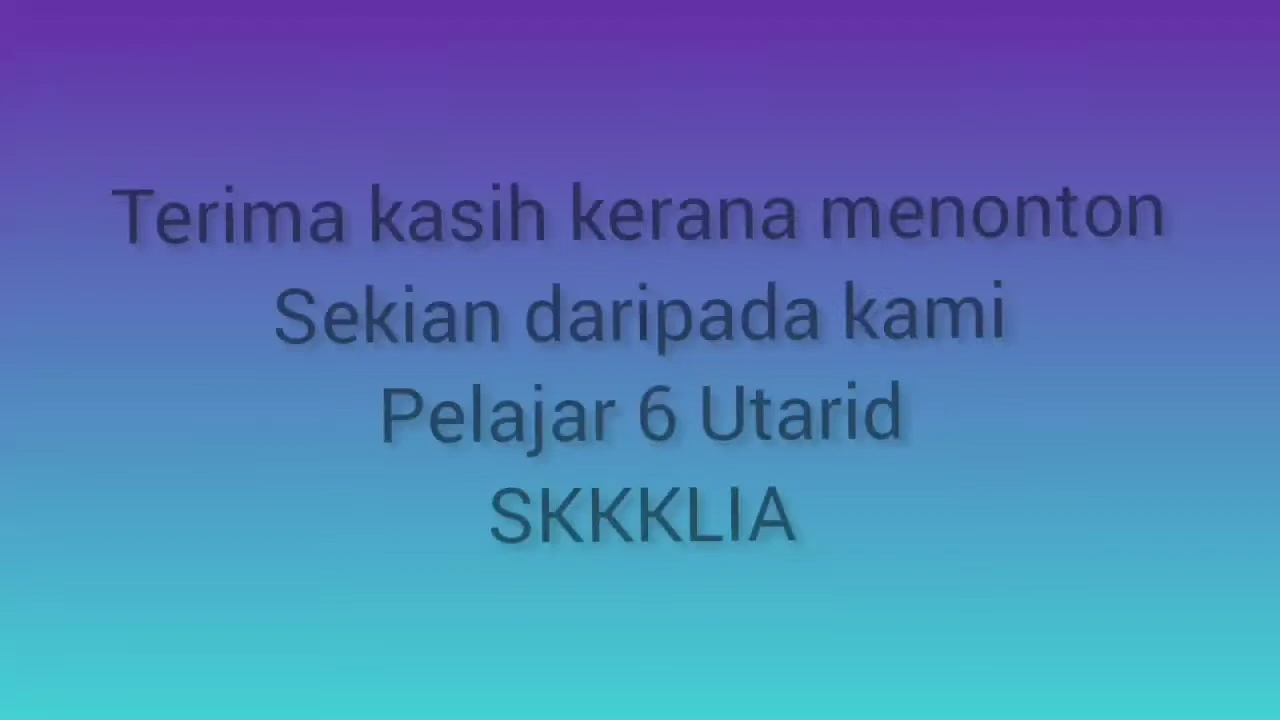 Terima kasih kerana menonton
Sekian daripada kami
Pelajar 6 Utarid
SKKKLIA